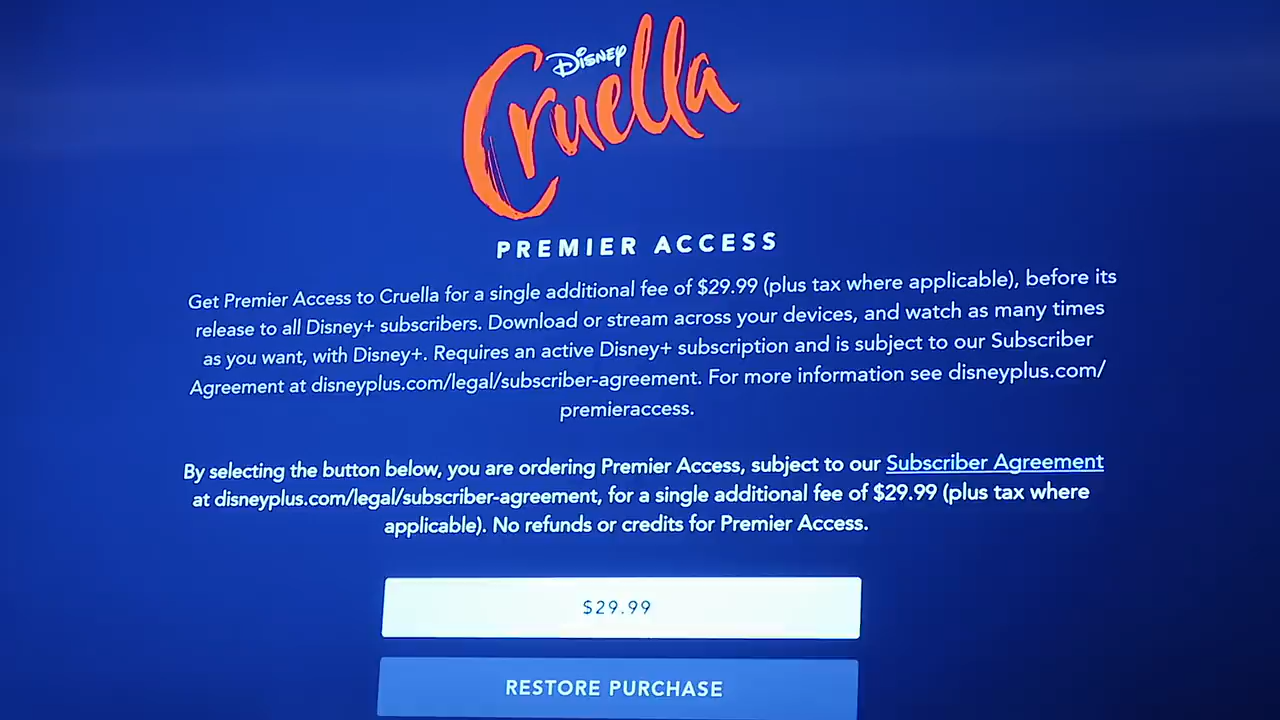 Disney
Cruella
PREMIER ACCESS
Get Premier Access to Cruella for a single additional fee of $29.99 (plus tax where applicable), before its
release to all Disney+ subscribers. Download or stream across your devices, and watch as many times
as you want, with Disney+. Requires an active Disney+ subscription and is subject to our Subscriber
Agreement at disneyplus.com/legal/subscriber-agreement. For more information see disneyplus.com/
premieraccess.
By selecting the button below, you are ordering Premier Access, subject to our Subscriber Agreement
at disneyplus.com/legal/subscriber-agreement, for a single additional fee of $29.99 (plus tax where
applicable). No refunds or credits for Premier Access.
$29.99
RESTORE PURCHASE